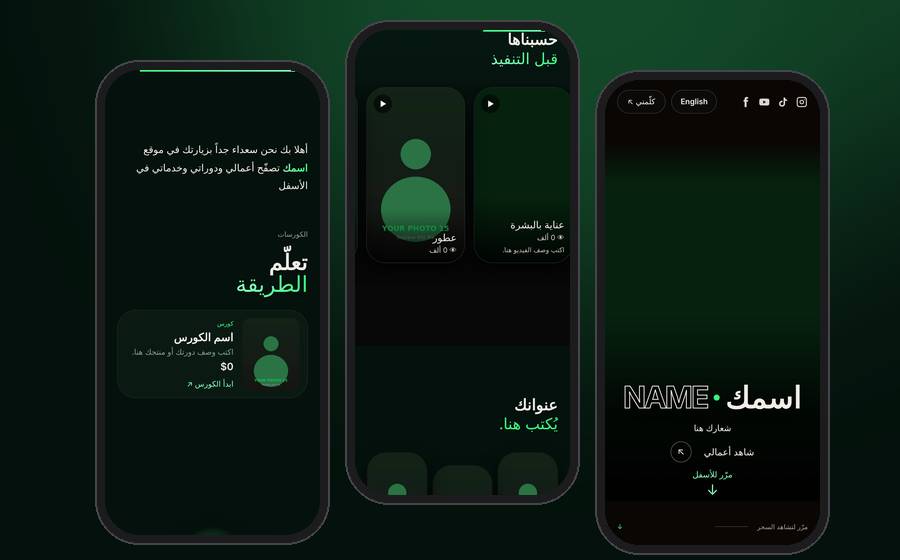 كلّمني
English
NAME • اسمك
شعارك هنا
شاهد أعمالي
مرّر للأسفل
مرّر لتشاهد السحر
حسبناها
قبل التنفيذ
عناية بالبشرة
0 ألف
اكتب وصف الفيديو هنا.
YOUR PHOTO 15
عطور
0 ألف
عنوانك
يُكتب هنا.
أهلا بك نحن سعداء جداً بزيارتك في موقع
اسمك تصفّح أعمالي ودوراتي وخدماتي في
الأسفل
الكورسات
تعلّم
الطريقة
كورس
اسم الكورس
اكتب وصف دورتك أو منتجك هنا.
$0
ابدأ الكورس